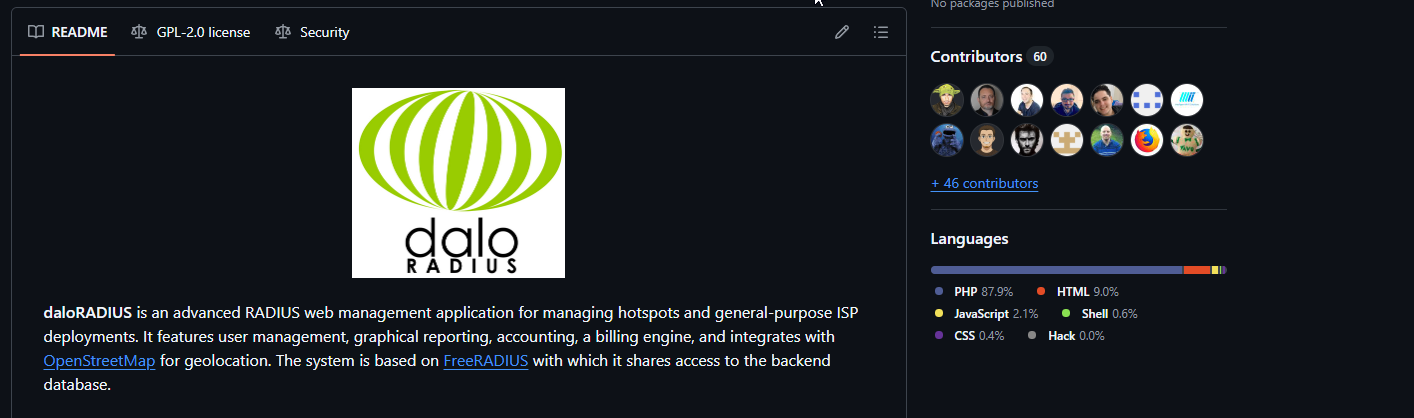 No packages published
README
GPL-2.0 license
Security
dalo
RADIUS
daloRADIUS is an advanced RADIUS web management application for managing hotspots and general-purpose ISP
deployments. It features user management, graphical reporting, accounting, a billing engine, and integrates with
OpenStreetMap for geolocation. The system is based on FreeRADIUS with which it shares access to the backend
database.
Contributors 60
+ 46 contributors
Languages
PHP 87.9% HTML 9.0%
JavaScript 2.1% Shell 0.6%
CSS 0.4% Hack 0.0%